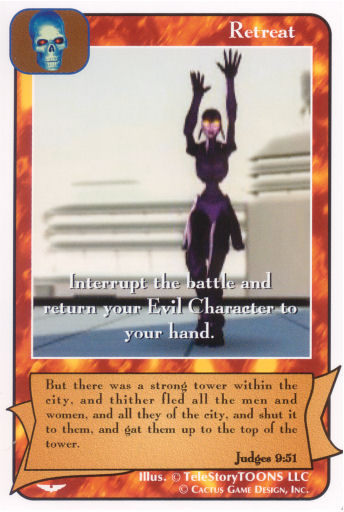 Retreat
Interrupt the battle and
return your Evil Character to
your hand.
But there was a strong tower within the
city, and thither fled all the men and
women, and all they of the city, and shut it
to them, and gat them up to the top of the
tower.
Judges 9:51
Illus. © TeleStoryTOONS LLC
© Cactus Game Design, Inc.